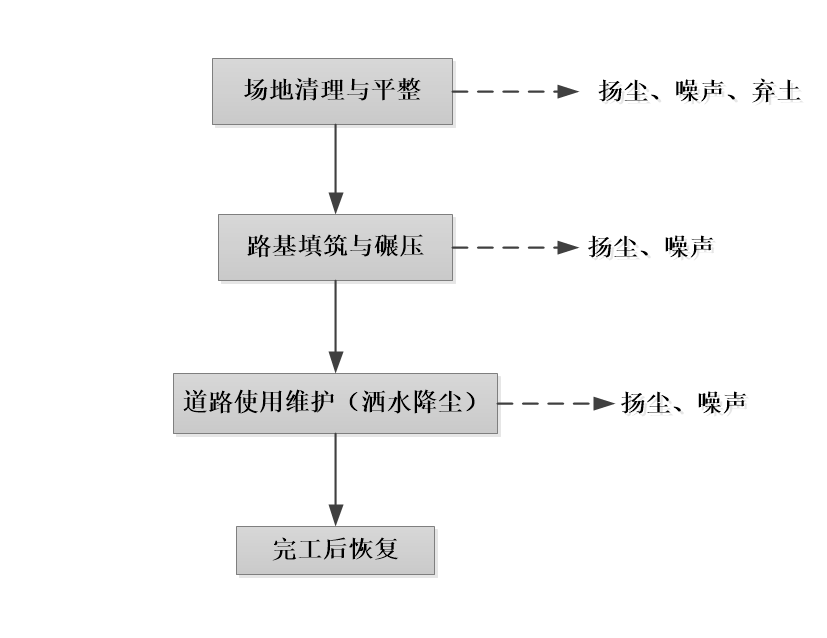 场地清理与平整
扬尘、噪声、弃土
路基填筑与碾压
扬尘、噪声
道路使用维护（洒水降尘）
扬尘、噪声
完工后恢复